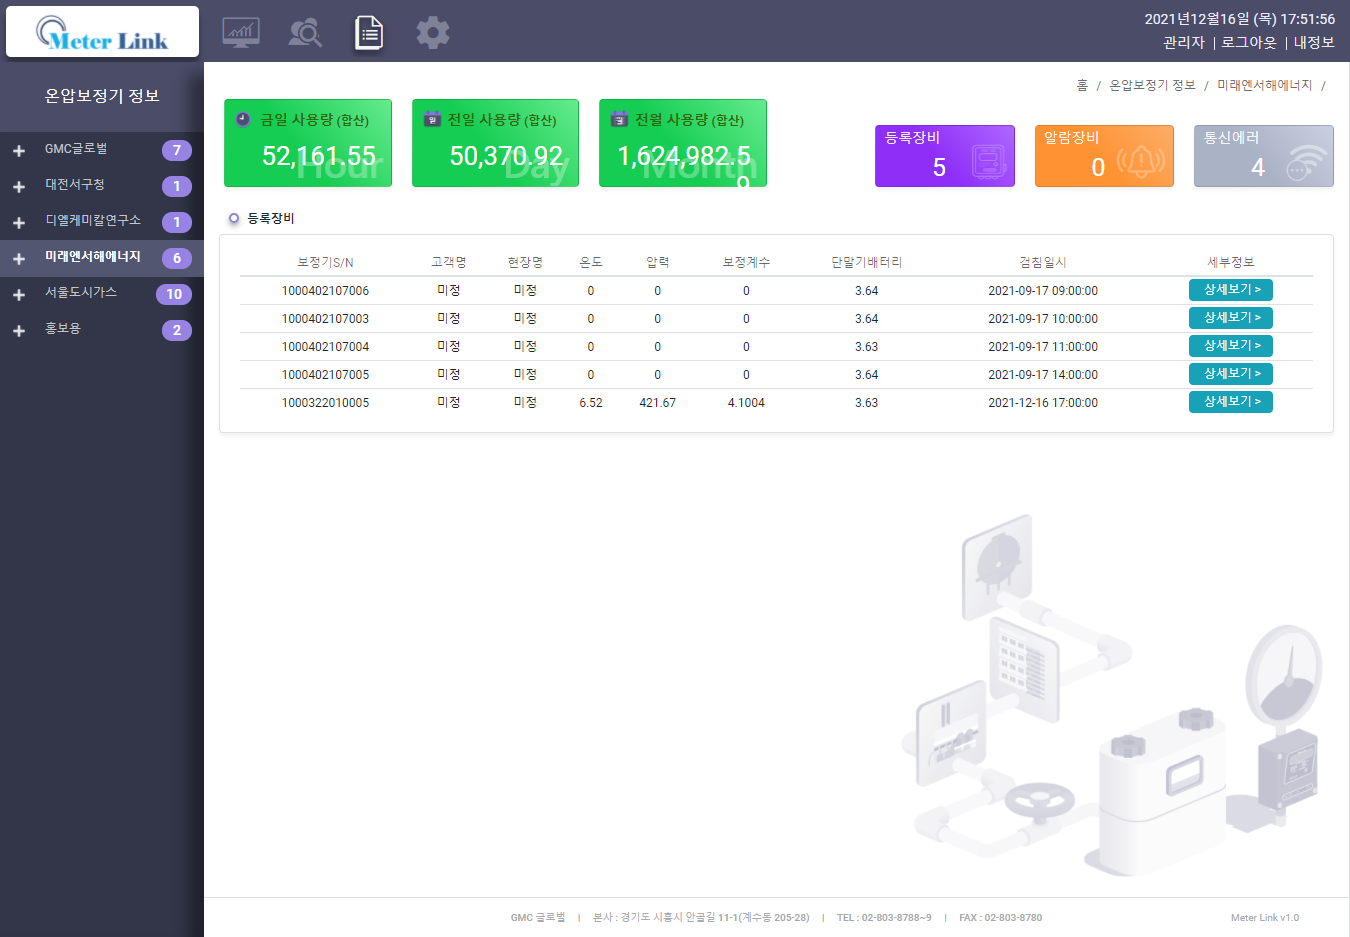 Meter Link
2021년12월16일 (목) 17:51:56
관리자 | 로그아웃 | 내정보
온압보정기 정보
GMC글로벌 7
대전서구청 1
디엘케미칼연구소 1
미래엔서해에너지 6
서울도시가스 10
홍보용 2
홈 / 온압보정기 정보 / 미래엔서해에너지 /
금일 사용량 (합산)
52,161.55
Hour
전일 사용량 (합산)
50,370.92
Day
전월 사용량 (합산)
1,624,982.5
0
Month
등록장비
5
알람장비
0
통신에러
4
등록장비
보정기S/N 고객명 현장명 온도 압력 보정계수 단말기배터리 검침일시 세부정보
1000402107006 미정 미정 0 0 0 3.64 2021-09-17 09:00:00 상세보기 >
1000402107003 미정 미정 0 0 0 3.64 2021-09-17 10:00:00 상세보기 >
1000402107004 미정 미정 0 0 0 3.63 2021-09-17 11:00:00 상세보기 >
1000402107005 미정 미정 0 0 0 3.64 2021-09-17 14:00:00 상세보기 >
1000322010005 미정 미정 6.52 421.67 4.1004 3.63 2021-12-16 17:00:00 상세보기 >
GMC 글로벌 | 본사 : 경기도 시흥시 안골길 11-1(계수동 205-28) | TEL : 02-803-8788~9 | FAX : 02-803-8780
Meter Link v1.0